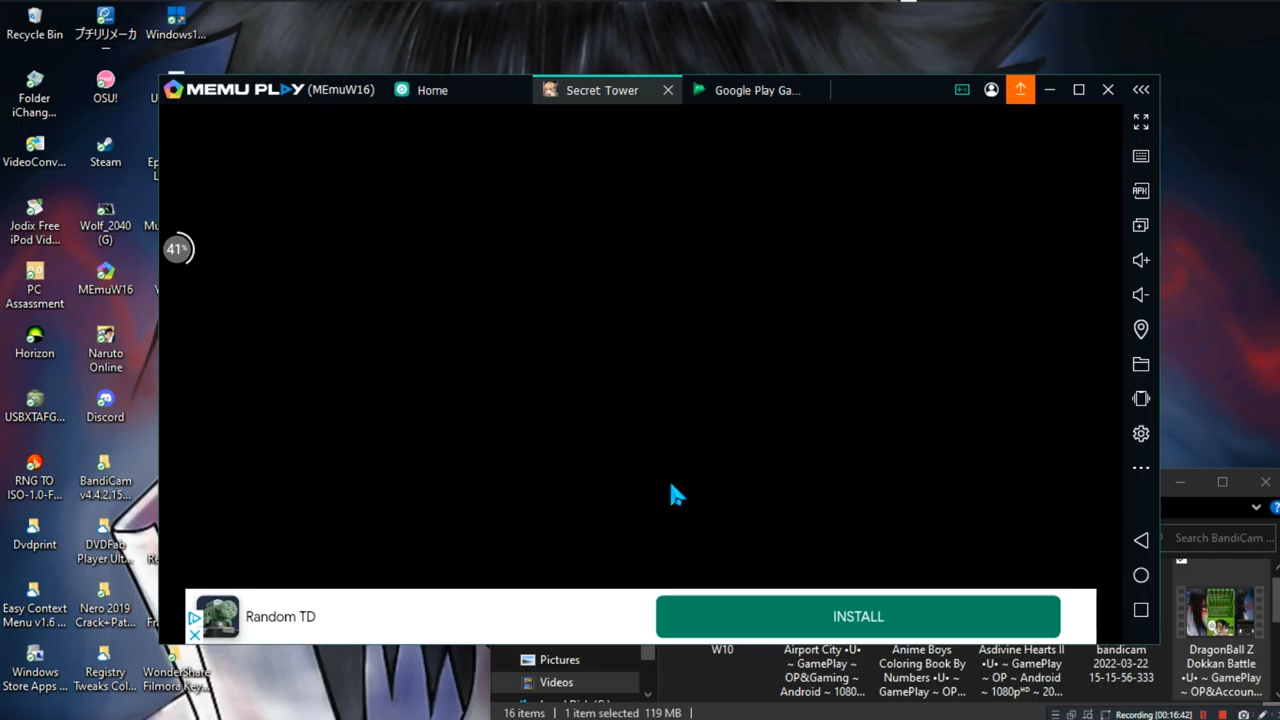 Recycle Bin
プチリリメーカー
Windows1...
Folder
iChang...
OSU!
VideoConv...
Steam
Jodix Free
iPod Vid...
Wolf_2040
(G)
PC
Assassment
MEmuW16
Horizon
Naruto
Online
USBXTAFG...
Discord
RNG TO
ISO-1.0-F...
BandiCam
v4.4.2.15...
Dvdprint
DVDFab
Player Ult...
Easy Context
Menu v1.6 ...
Nero 2019
Crack+Pat...
Windows
Store Apps ...
Registry
Tweaks Col...
WonderShare
Filmora Key...
MEMU PLAY (MEmuW16)
Home
Secret Tower
Google Play Ga...
APK
41%
Random TD
INSTALL
Search BandiCam ...
Pictures
Videos
W10
Airport City •U•
~ GamePlay
~ OP&Gaming ~
Android ~ 1080...
Anime Boys
Coloring Book By
Numbers •U• ~
GamePlay ~ OP...
Asdivine Hearts II
•U• ~ GamePlay
~ OP ~ Android
~ 1080pᴴᴰ ~ 20...
bandicam
2022-03-22
15-15-56-333
DragonBall Z
Dokkan Battle
•U• ~ GamePlay
~ OP&Accoun...
16 items
1 item selected 119 MB
Recording [00:16:42]